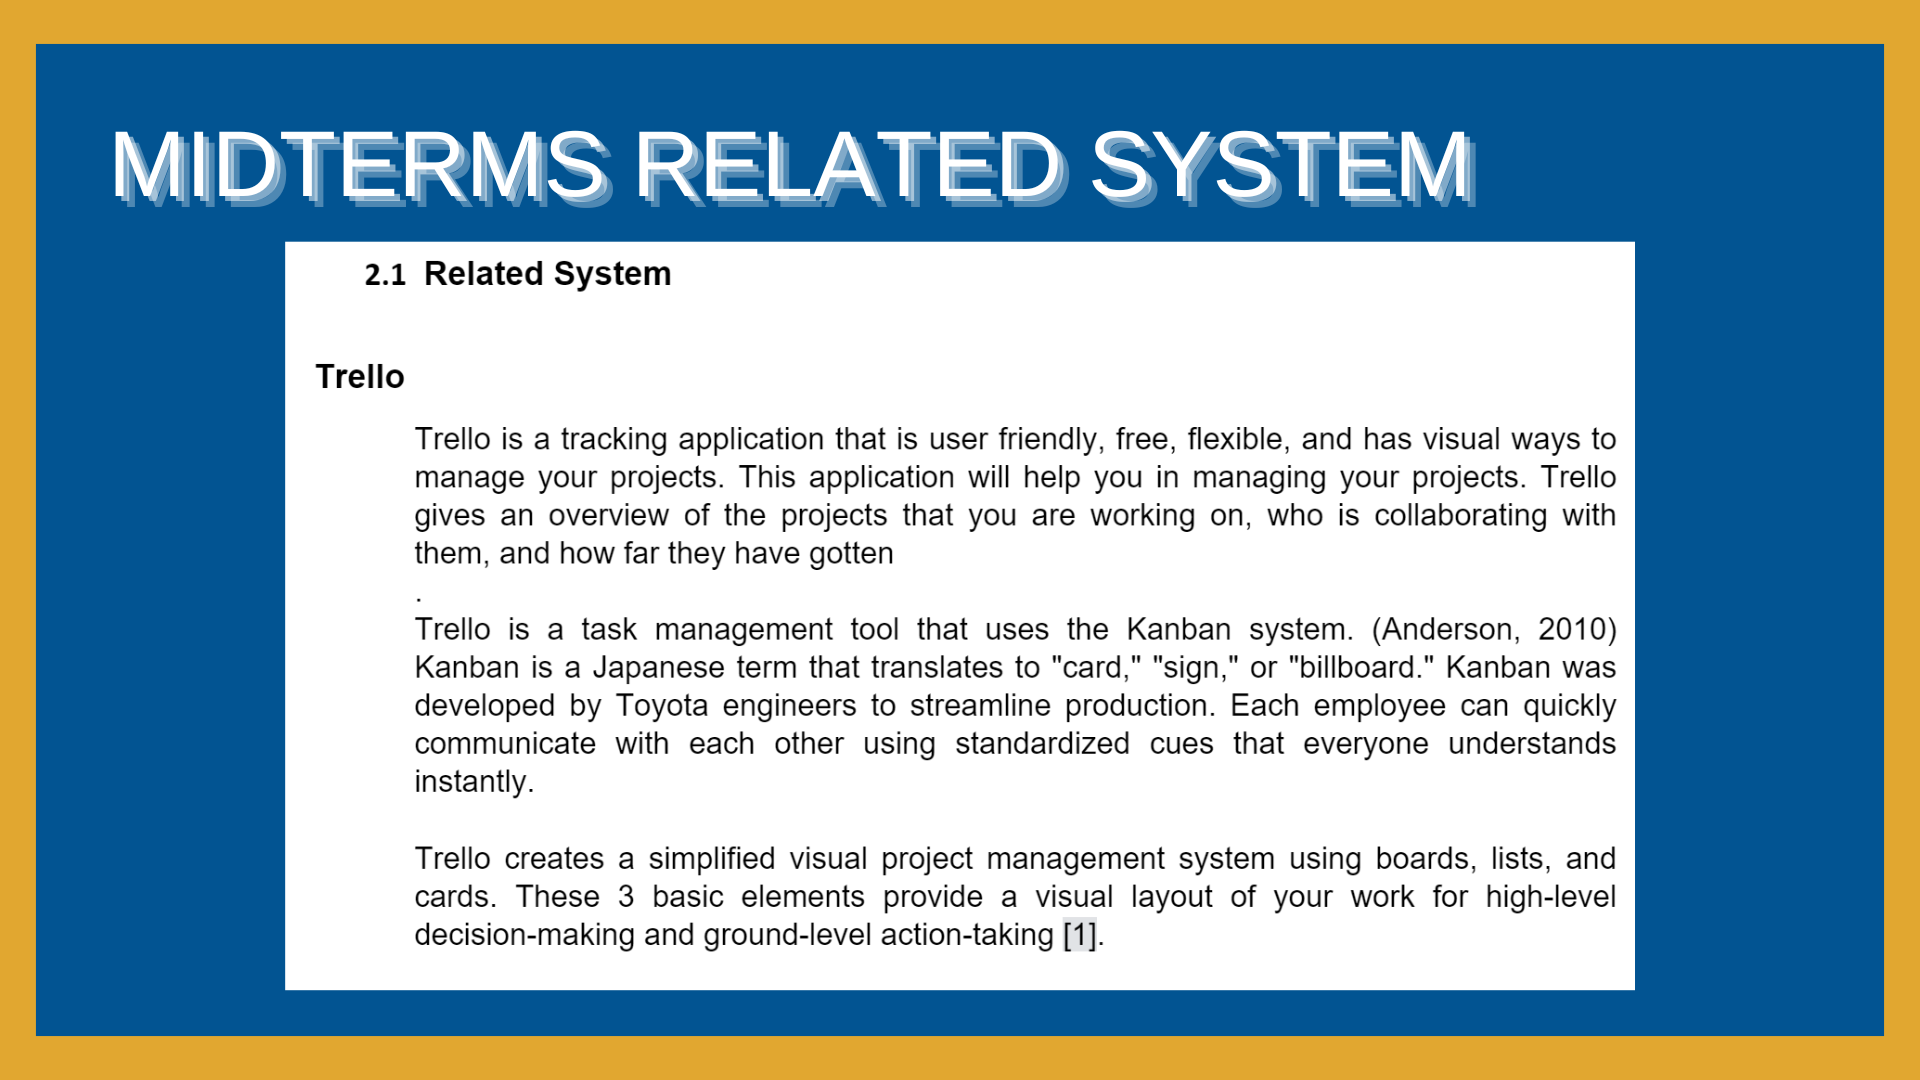 MIDTERMS RELATED SYSTEM
2.1 Related System
Trello
Trello is a tracking application that is user friendly, free, flexible, and has visual ways to
manage your projects. This application will help you in managing your projects. Trello
gives an overview of the projects that you are working on, who is collaborating with
them, and how far they have gotten
.
Trello is a task management tool that uses the Kanban system. (Anderson, 2010)
Kanban is a Japanese term that translates to "card," "sign," or "billboard." Kanban was
developed by Toyota engineers to streamline production. Each employee can quickly
communicate with each other using standardized cues that everyone understands
instantly.
Trello creates a simplified visual project management system using boards, lists, and
cards. These 3 basic elements provide a visual layout of your work for high-level
decision-making and ground-level action-taking [1].